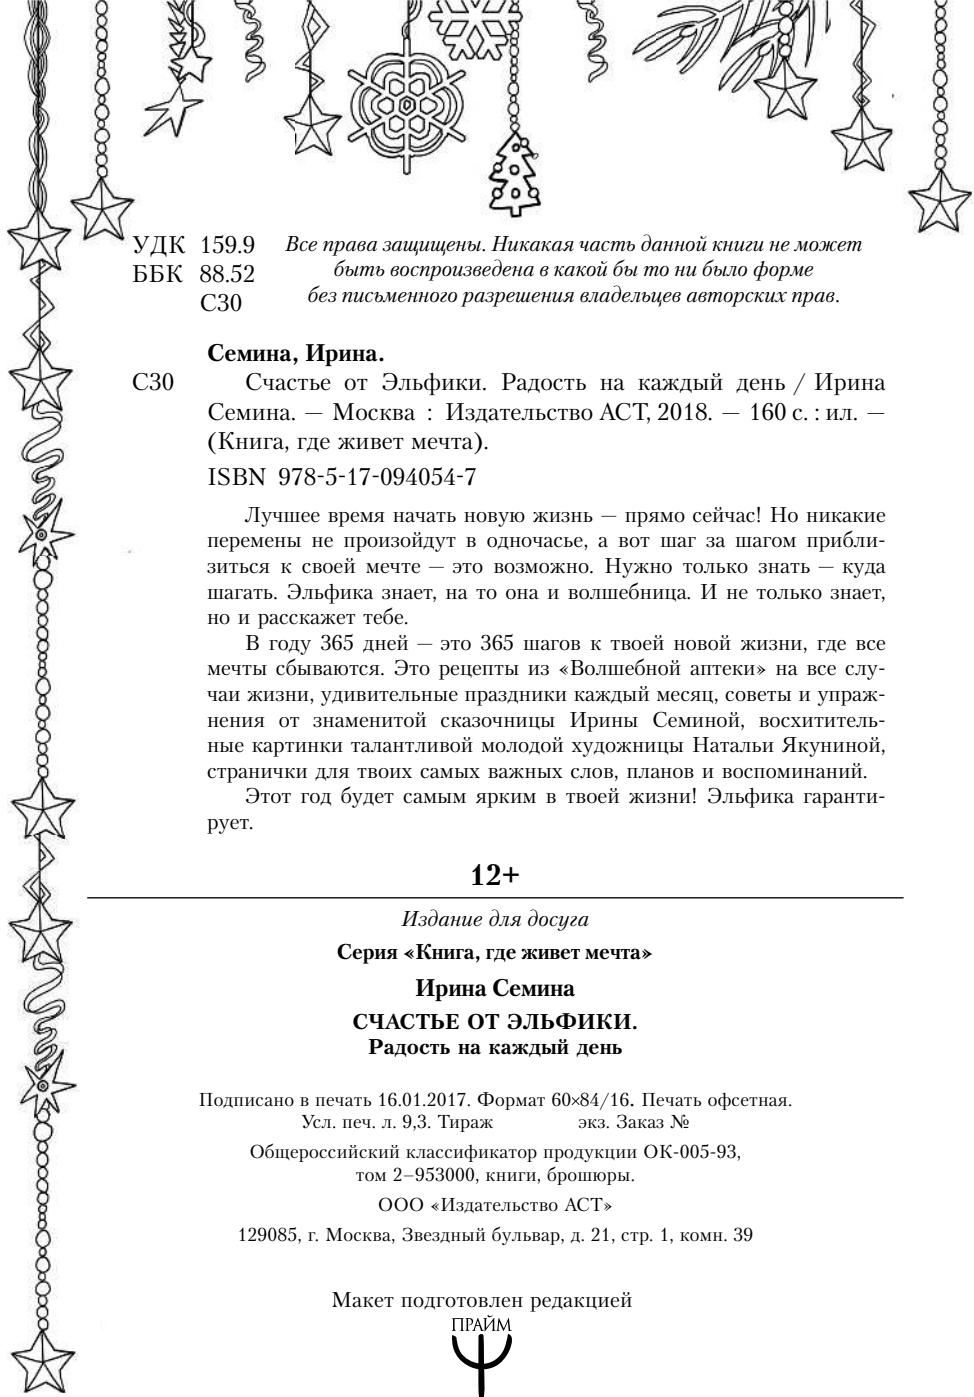 УДК 159.9
ББК 88.52
С30
Все права защищены. Никакая часть данной книги не может
быть воспроизведена в какой бы то ни было форме
без письменного разрешения владельцев авторских прав.
Семина, Ирина.
С30 Счастье от Эльфики. Радость на каждый день / Ирина
Семина. — Москва : Издательство АСТ, 2018. — 160 с. : ил. —
(Книга, где живет мечта).
ISBN 978-5-17-094054-7
Лучшее время начать новую жизнь — прямо сейчас! Но никакие
перемены не произойдут в одночасье, а вот шаг за шагом прибли-
зиться к своей мечте — это возможно. Нужно только знать — куда
шагать. Эльфика знает, на то она и волшебница. И не только знает,
но и расскажет тебе.
В году 365 дней — это 365 шагов к твоей новой жизни, где все
мечты сбываются. Это рецепты из «Волшебной аптеки» на все слу-
чаи жизни, удивительные праздники каждый месяц, советы и упраж-
нения от знаменитой сказочницы Ирины Семиной, восхититель-
ные картинки талантливой молодой художницы Натальи Якуниной,
странички для твоих самых важных слов, планов и воспоминаний.
Этот год будет самым ярким в твоей жизни! Эльфика гаранти-
рует.
12+
Издание для досуга
Серия «Книга, где живет мечта»
Ирина Семина
СЧАСТЬЕ ОТ ЭЛЬФИКИ.
Радость на каждый день
Подписано в печать 16.01.2017. Формат 60×84/16. Печать офсетная.
Усл. печ. л. 9,3. Тираж экз. Заказ №
Общероссийский классификатор продукции ОК-005-93,
том 2–953000, книги, брошюры.
ООО «Издательство АСТ»
129085, г. Москва, Звездный бульвар, д. 21, стр. 1, комн. 39
Макет подготовлен редакцией
ПРАЙМ